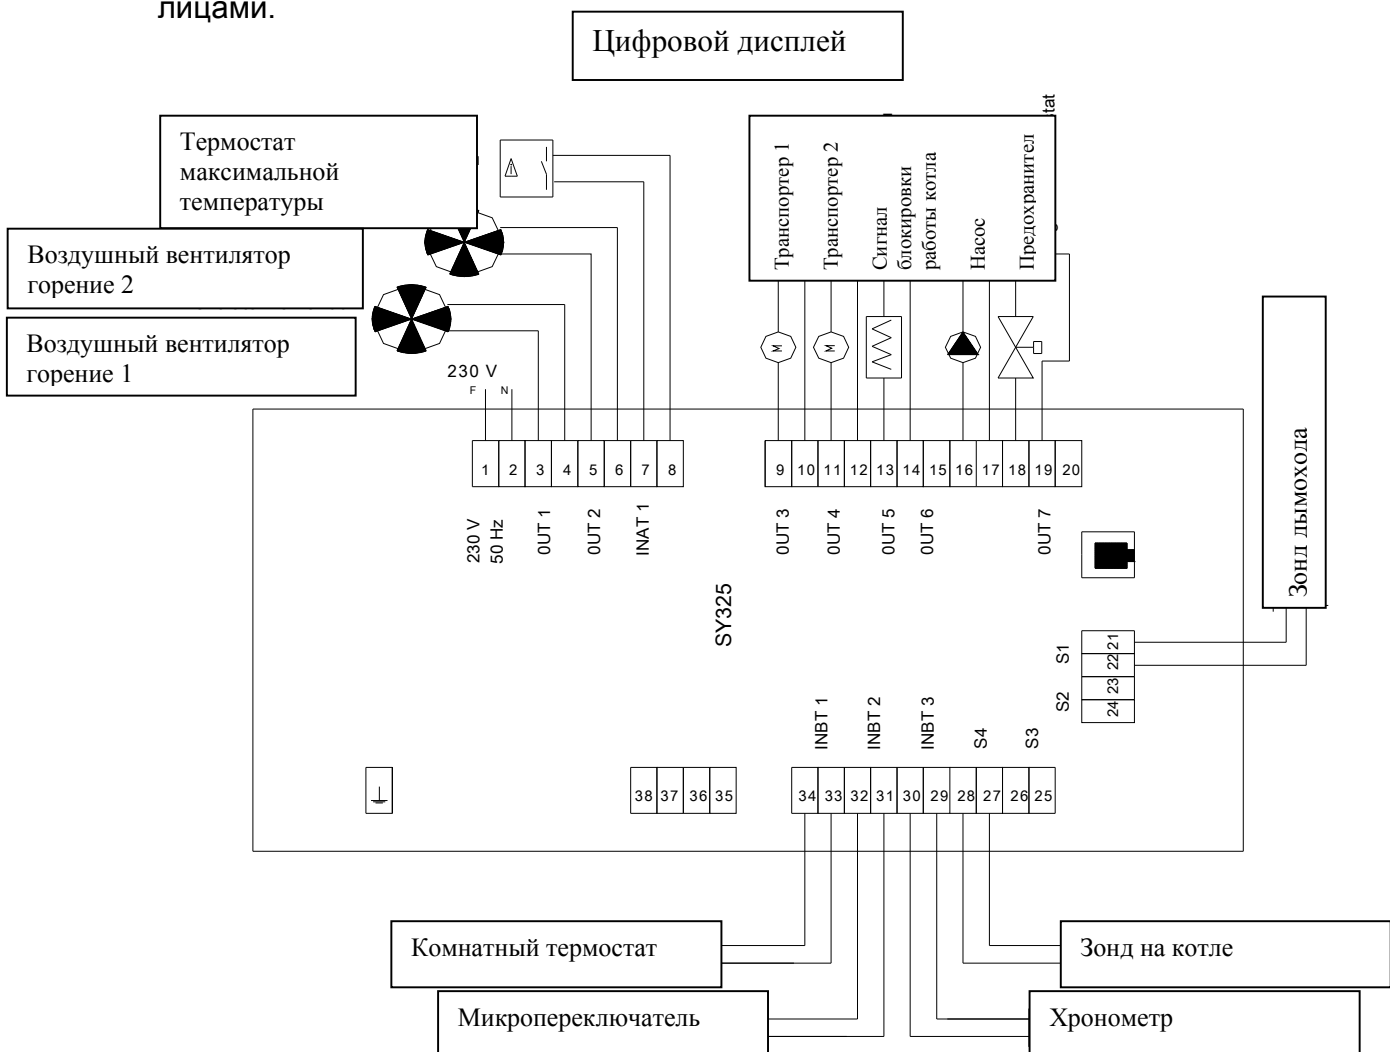 лицами.
Цифровой дисплей
Термостат
максимальной
температуры
Воздушный вентилятор
горение 2
Воздушный вентилятор
горение 1
230 V
F N
Транспортер 1
Транспортер 2
Сигнал
блокировки
работы котла
Насос
Предохранител
tat
1 2 3 4 5 6 7 8
9 10 11 12 13 14 15 16 17 18 19 20
230 V
50 Hz
0UT 1
0UT 2
INAT 1
0UT 3
0UT 4
0UT 5
0UT 6
0UT 7
M
M
Зонд дымохода
SY325
S1
S2
21
22
23
24
INBT 1
INBT 2
INBT 3
S4
S3
38 37 36 35
34 33 32 31 30 29 28 27 26 25
Комнатный термостат
Зонд на котле
Микропереключатель
Хронометр